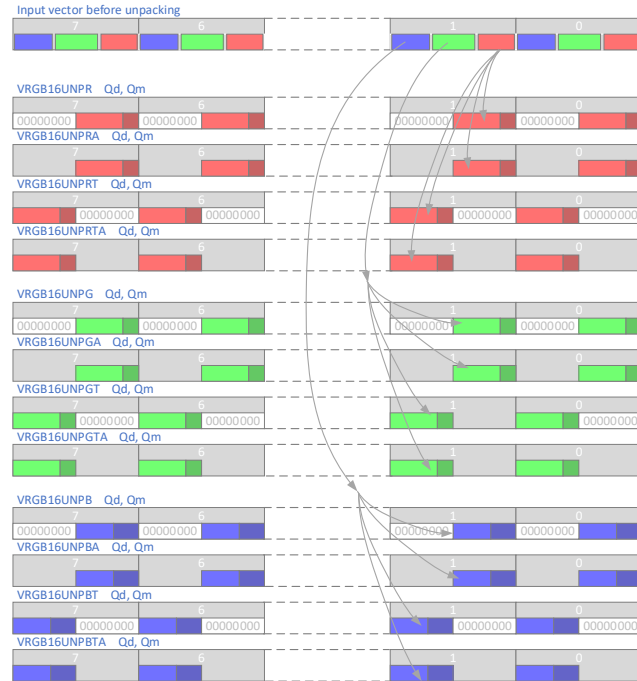 Input vector before unpacking
7 6 1 0
VRGB16UNPR Qd, Qm
7 6 1 0
00000000 00000000 00000000 00000000
VRGB16UNPRA Qd, Qm
7 6 1 0
VRGB16UNPRT Qd, Qm
7 6 1 0
00000000 00000000 00000000 00000000
VRGB16UNPRTA Qd, Qm
7 6 1 0
VRGB16UNPG Qd, Qm
7 6 1 0
00000000 00000000 00000000 00000000
VRGB16UNPGA Qd, Qm
7 6 1 0
VRGB16UNPGT Qd, Qm
7 6 1 0
00000000 00000000 00000000 00000000
VRGB16UNPGTA Qd, Qm
7 6 1 0
VRGB16UNPB Qd, Qm
7 6 1 0
00000000 00000000 00000000 00000000
VRGB16UNPBA Qd, Qm
7 6 1 0
VRGB16UNPBT Qd, Qm
7 6 1 0
00000000 00000000 00000000 00000000
VRGB16UNPBTA Qd, Qm
7 6 1 0